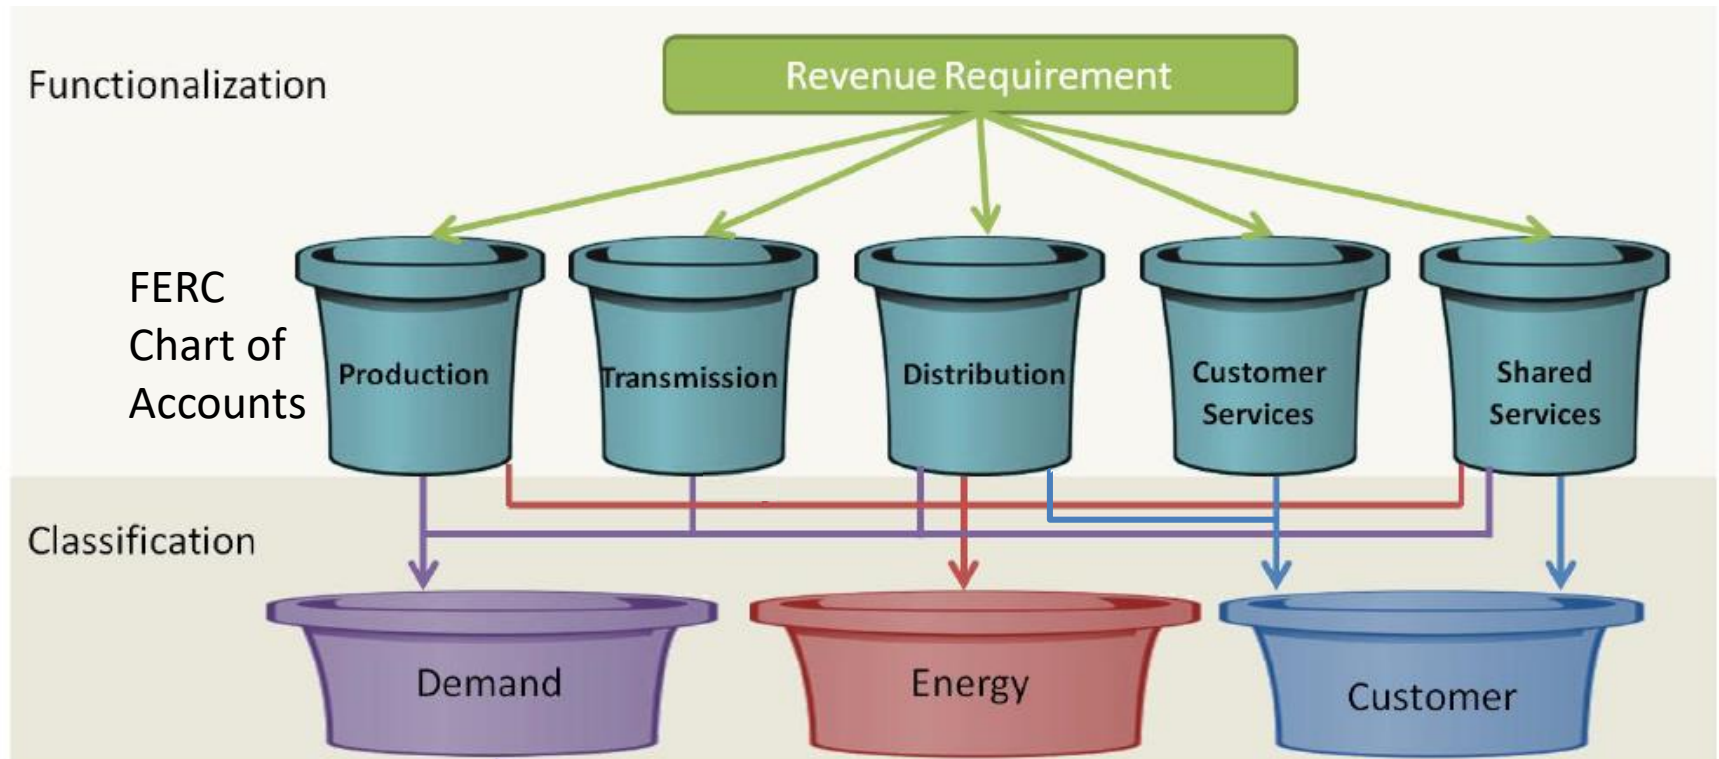 Functionalization
Revenue Requirement
FERC
Chart of
Accounts
Production
Transmission
Distribution
Customer
Services
Shared
Services
Classification
Demand
Energy
Customer